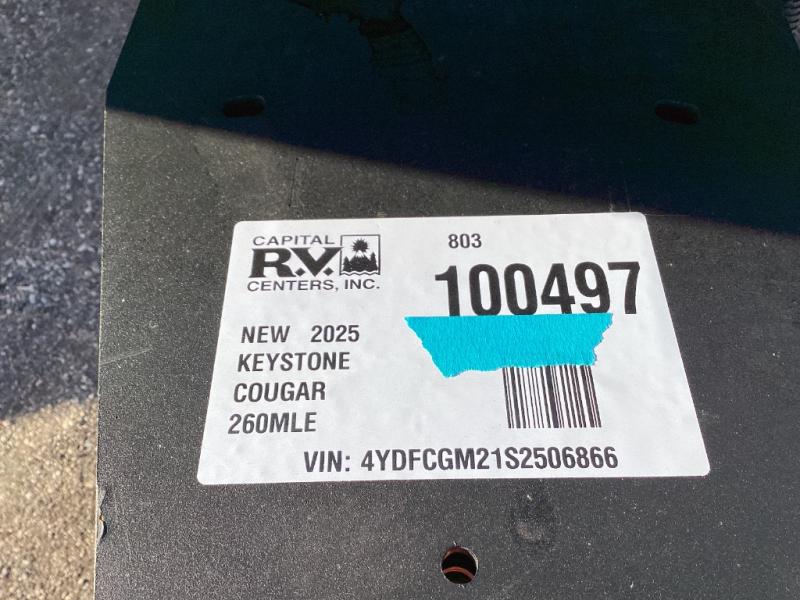 CAPITAL
R.V.
CENTERS, INC.
803
100497
NEW 2025
KEYSTONE
COUGAR
260MLE
VIN: 4YDFCGM21S2506866